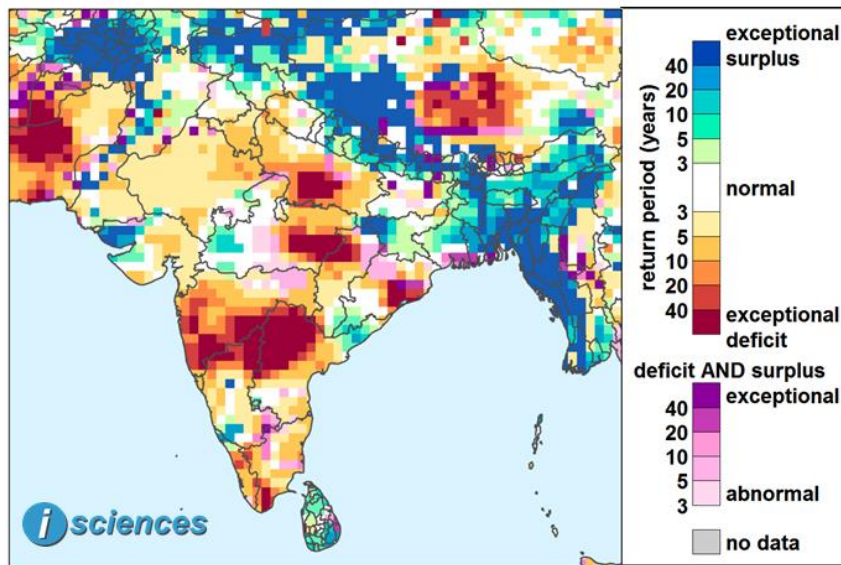 exceptional
surplus
40
20
10
5
3
normal
3
5
10
20
40
exceptional
deficit
return period (years)
deficit AND surplus
exceptional
40
20
10
5
3
abnormal
no data
i sciences